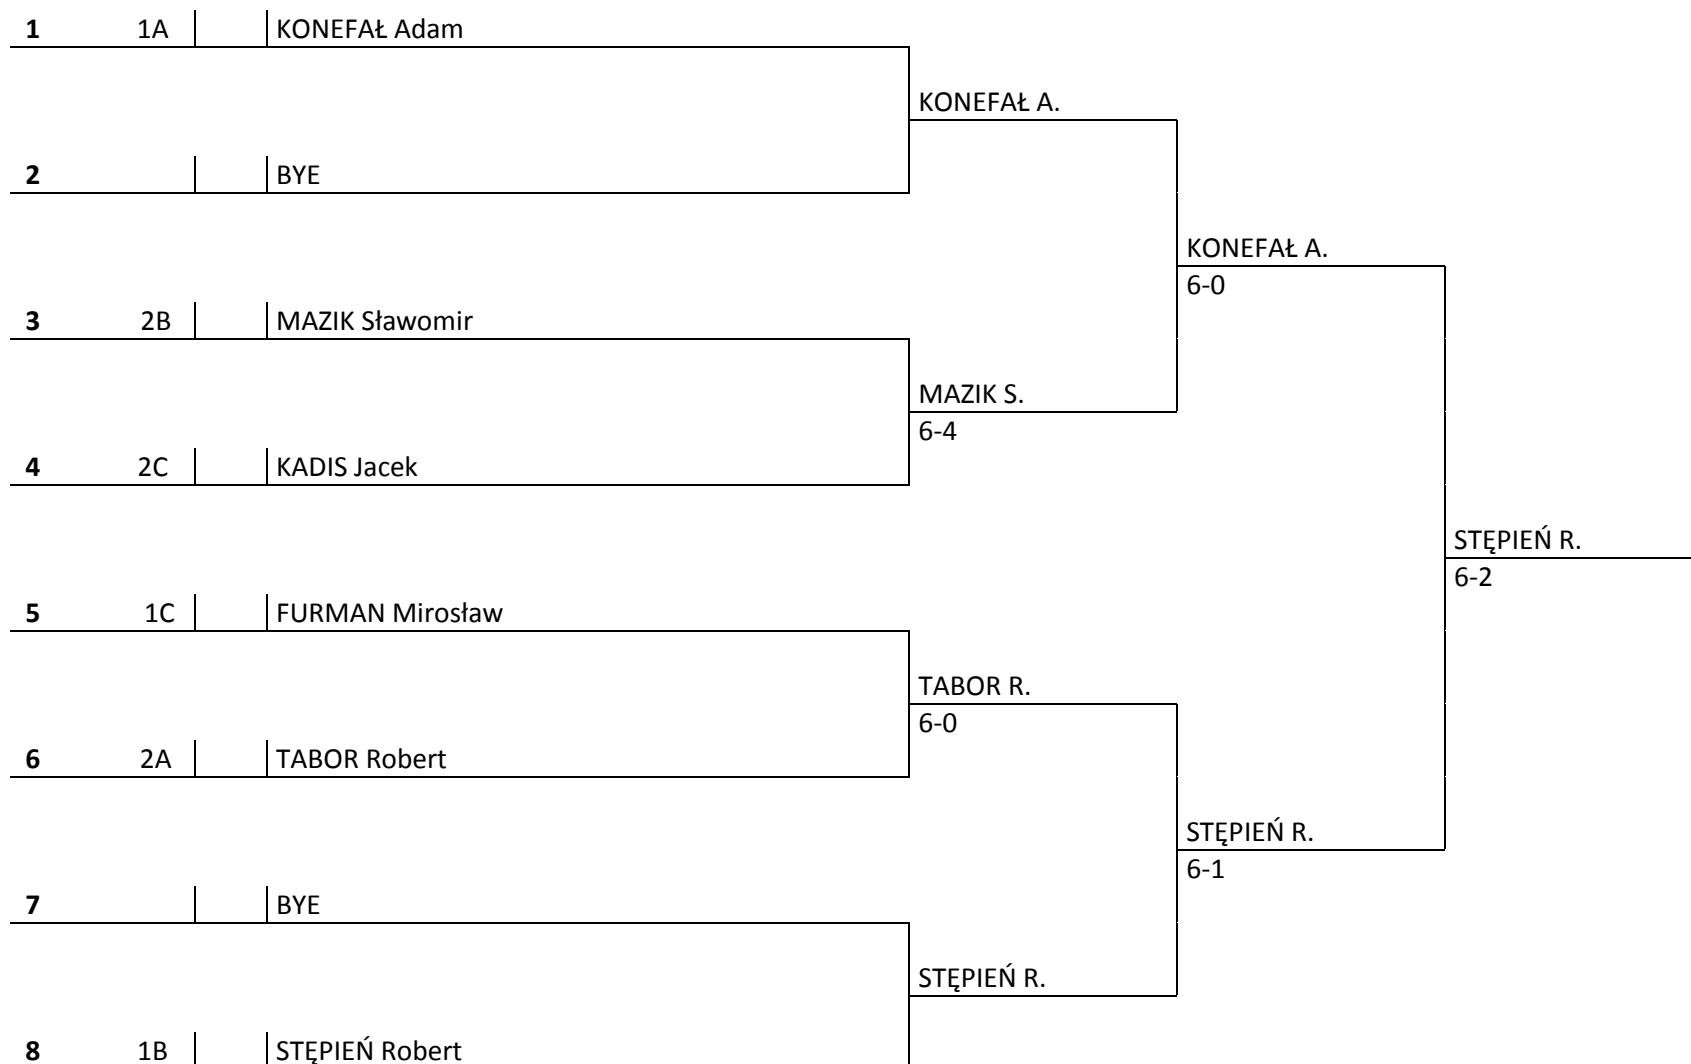 1 1A KONEFAŁ Adam
KONEFAŁ A.
2 BYE
KONEFAŁ A.
6-0
3 2B MAZIK Sławomir
MAZIK S.
6-4
4 2C KADIS Jacek
STĘPIEŃ R.
6-2
5 1C FURMAN Mirosław
TABOR R.
6-0
6 2A TABOR Robert
STĘPIEŃ R.
6-1
7 BYE
STĘPIEŃ R.
8 1B STĘPIEŃ Robert